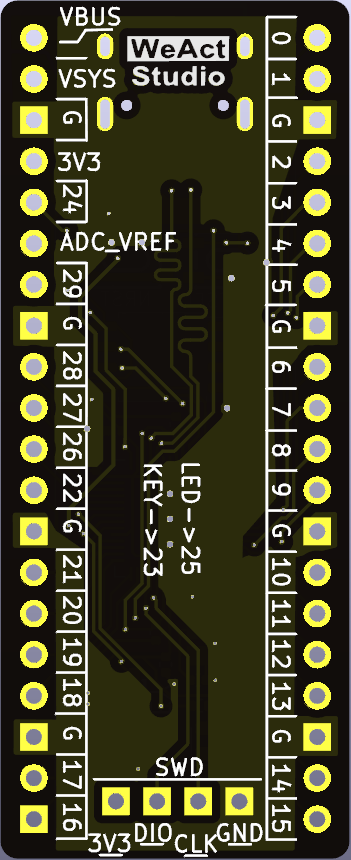 VBUS
WeAct
Studio
VSYS
G
3V3
24
ADC_VREF
29
G
28
27
26
22
G
21
20
19
18
G
17
16
0
1
G
2
3
4
5
G
6
7
8
9
G
10
11
12
13
G
14
15
LED->25
KEY->23
SWD
3V3 DIO CLK GND